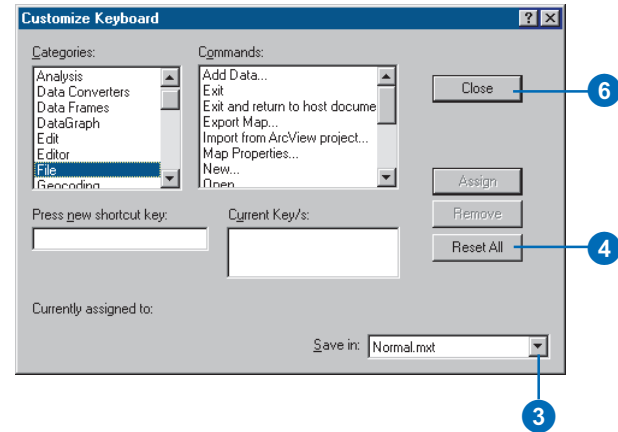 Customize Keyboard
Categories:
Analysis
Data Converters
Data Frames
DataGraph
Edit
Editor
File
Geocoding
Commands:
Add Data...
Exit
Exit and return to host docume
Export Map...
Import from ArcView project...
Map Properties...
New...
Open
Close
6
Assign
Remove
Reset All
4
Press new shortcut key:
Current Key/s:
Currently assigned to:
Save in: Normal.mxt
3